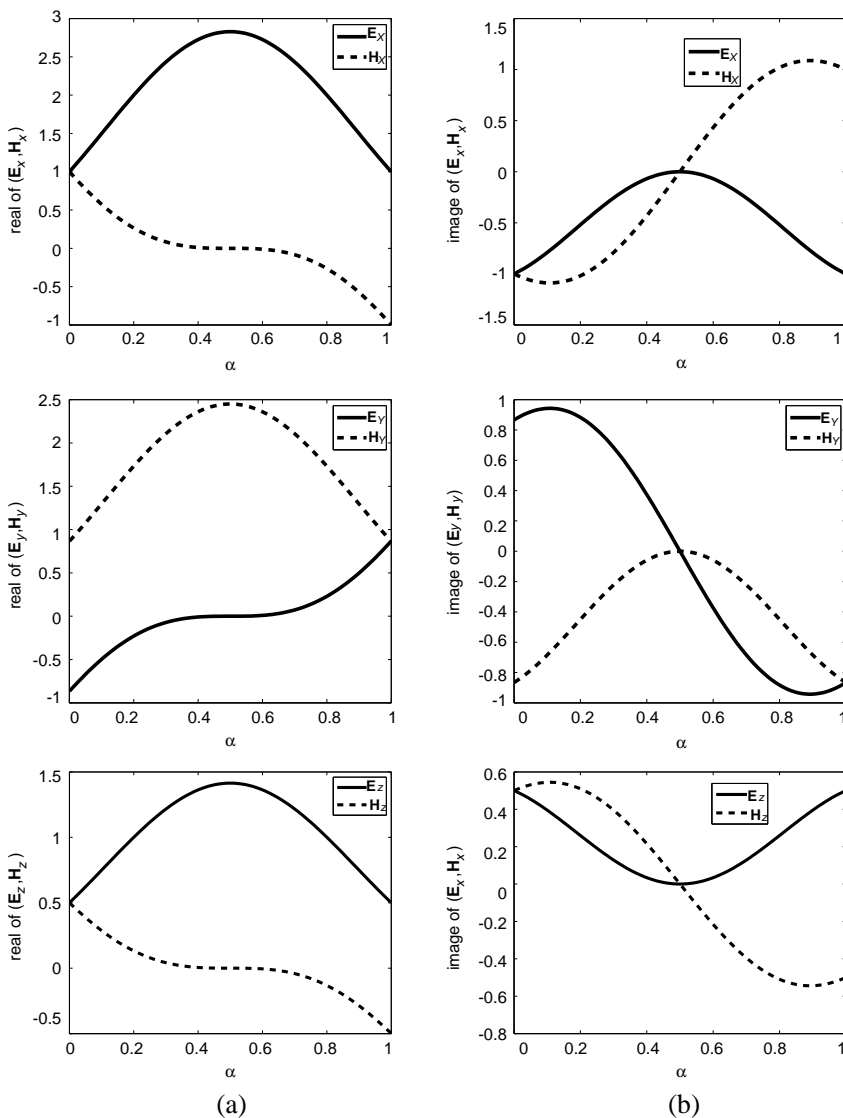 3
2.5
2
1.5
1
0.5
0
-0.5
-1
real of (Ex,Hx)
EX
HX
0 0.2 0.4 0.6 0.8 1
α
1.5
1
0.5
0
-0.5
-1
-1.5
image of (Ex,Hx)
EX
HX
0 0.2 0.4 0.6 0.8 1
α
2.5
2
1.5
1
0.5
0
-0.5
-1
real of (Ey,Hy)
EY
HY
0 0.2 0.4 0.6 0.8 1
α
1
0.8
0.6
0.4
0.2
0
-0.2
-0.4
-0.6
-0.8
-1
image of (Ey,Hy)
EY
HY
0 0.2 0.4 0.6 0.8 1
α
1.5
1
0.5
0
-0.5
real of (Ez,Hz)
EZ
HZ
0 0.2 0.4 0.6 0.8 1
α
0.6
0.4
0.2
0
-0.2
-0.4
-0.6
-0.8
image of (Ex,Hx)
EZ
HZ
0 0.2 0.4 0.6 0.8 1
α
(a)
(b)